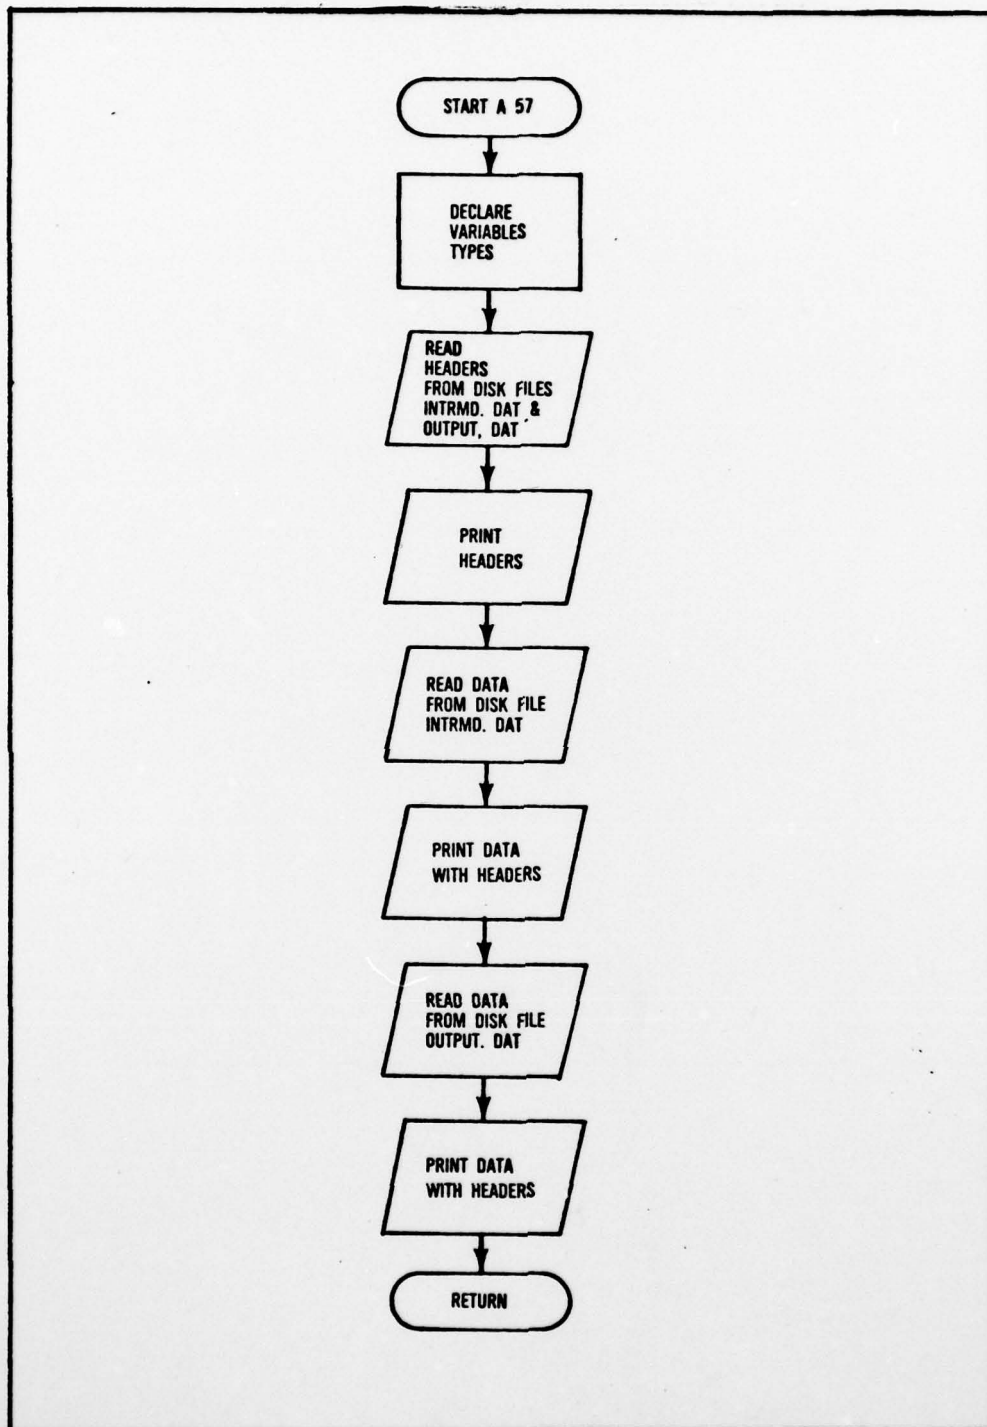 START A 57
DECLARE
VARIABLES
TYPES
READ
HEADERS
FROM DISK FILES
INTRMD. DAT &
OUTPUT, DAT
PRINT
HEADERS
READ DATA
FROM DISK FILE
INTRMD. DAT
PRINT DATA
WITH HEADERS
READ DATA
FROM DISK FILE
OUTPUT. DAT
PRINT DATA
WITH HEADERS
RETURN